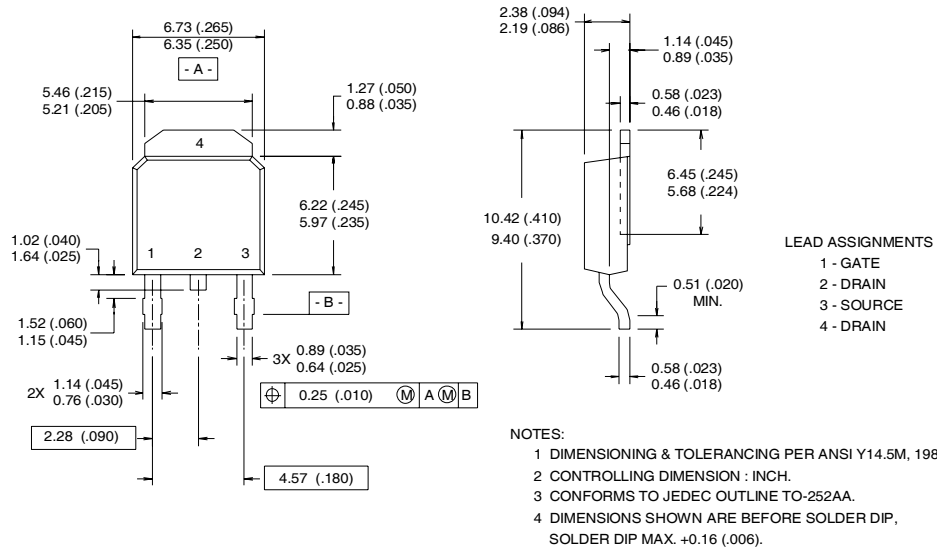 6.73 (.265)
6.35 (.250)
- A -
5.46 (.215)
5.21 (.205)
1.27 (.050)
0.88 (.035)
4
6.22 (.245)
5.97 (.235)
1.02 (.040)
1.64 (.025)
1 2 3
- B -
1.52 (.060)
1.15 (.045)
3X 0.89 (.035)
0.64 (.025)
2X 1.14 (.045)
0.76 (.030)
⌖ 0.25 (.010) Ⓜ A Ⓜ B
2.28 (.090)
4.57 (.180)
2.38 (.094)
2.19 (.086)
1.14 (.045)
0.89 (.035)
0.58 (.023)
0.46 (.018)
6.45 (.245)
5.68 (.224)
10.42 (.410)
9.40 (.370)
0.51 (.020)
MIN.
0.58 (.023)
0.46 (.018)
LEAD ASSIGNMENTS
1 - GATE
2 - DRAIN
3 - SOURCE
4 - DRAIN
NOTES:
1 DIMENSIONING & TOLERANCING PER ANSI Y14.5M, 198
2 CONTROLLING DIMENSION : INCH.
3 CONFORMS TO JEDEC OUTLINE TO-252AA.
4 DIMENSIONS SHOWN ARE BEFORE SOLDER DIP,
SOLDER DIP MAX. +0.16 (.006).